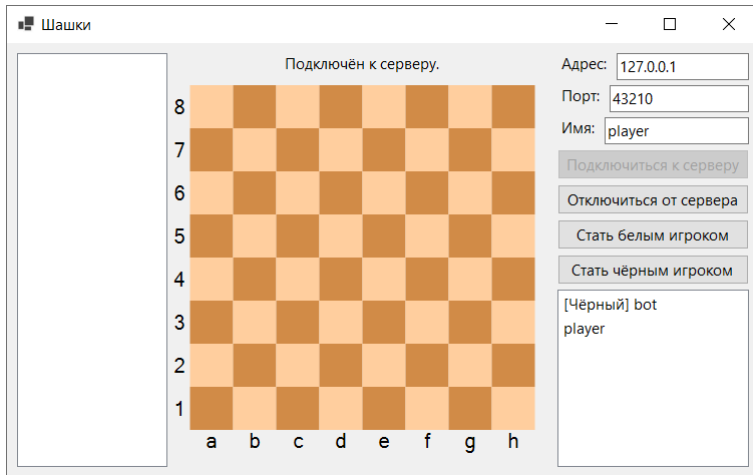 Шашки
Подключён к серверу.
8
7
6
5
4
3
2
1
a b c d e f g h
Адрес: 127.0.0.1
Порт: 43210
Имя: player
Подключиться к серверу
Отключиться от сервера
Стать белым игроком
Стать чёрным игроком
[Чёрный] bot
player